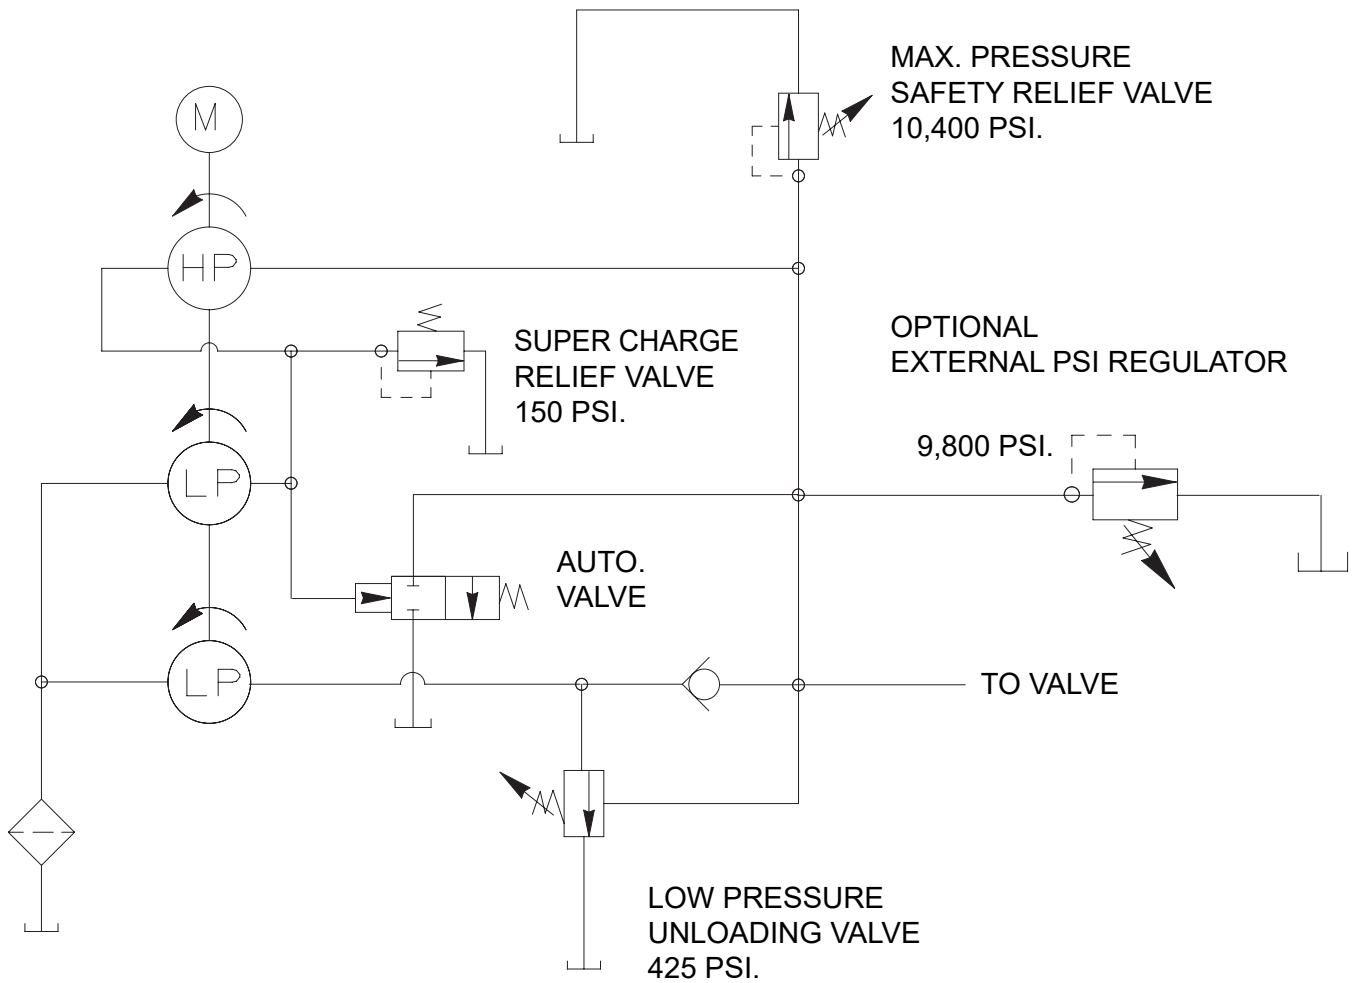 MAX. PRESSURE
SAFETY RELIEF VALVE
10,400 PSI.
M
HP
OPTIONAL
EXTERNAL PSI REGULATOR
SUPER CHARGE
RELIEF VALVE
150 PSI.
9,800 PSI.
LP
AUTO.
VALVE
LP
TO VALVE
LOW PRESSURE
UNLOADING VALVE
425 PSI.